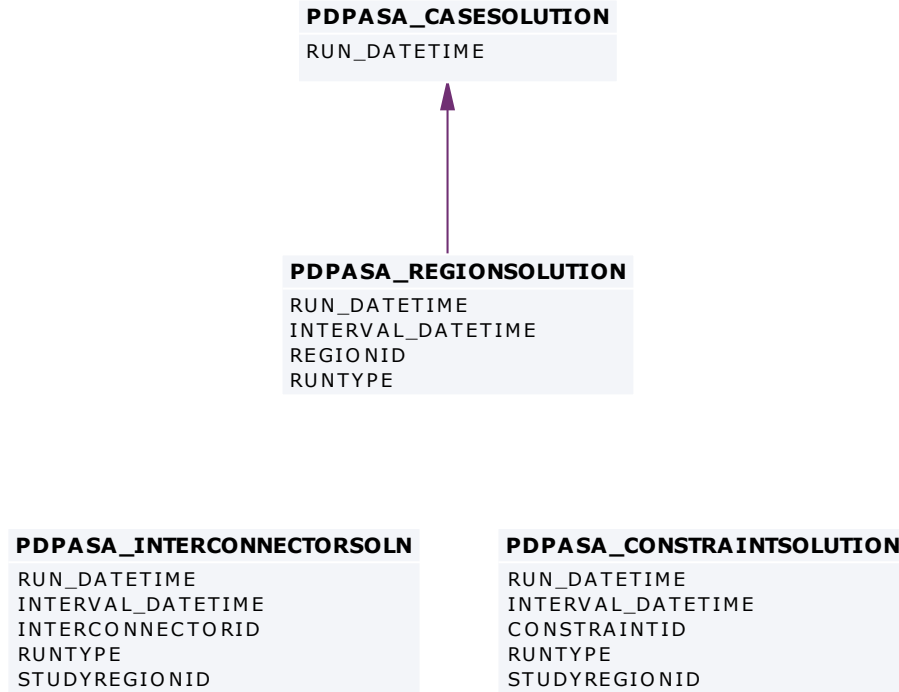 PDPASA_CASESOLUTION
RUN_DATETIME
PDPASA_REGIONSOLUTION
RUN_DATETIME
INTERVAL_DATETIME
REGIONID
RUNTYPE
PDPASA_INTERCONNECTORSOLN
RUN_DATETIME
INTERVAL_DATETIME
INTERCONNECTORID
RUNTYPE
STUDYREGIONID
PDPASA_CONSTRAINTSOLUTION
RUN_DATETIME
INTERVAL_DATETIME
CONSTRAINTID
RUNTYPE
STUDYREGIONID